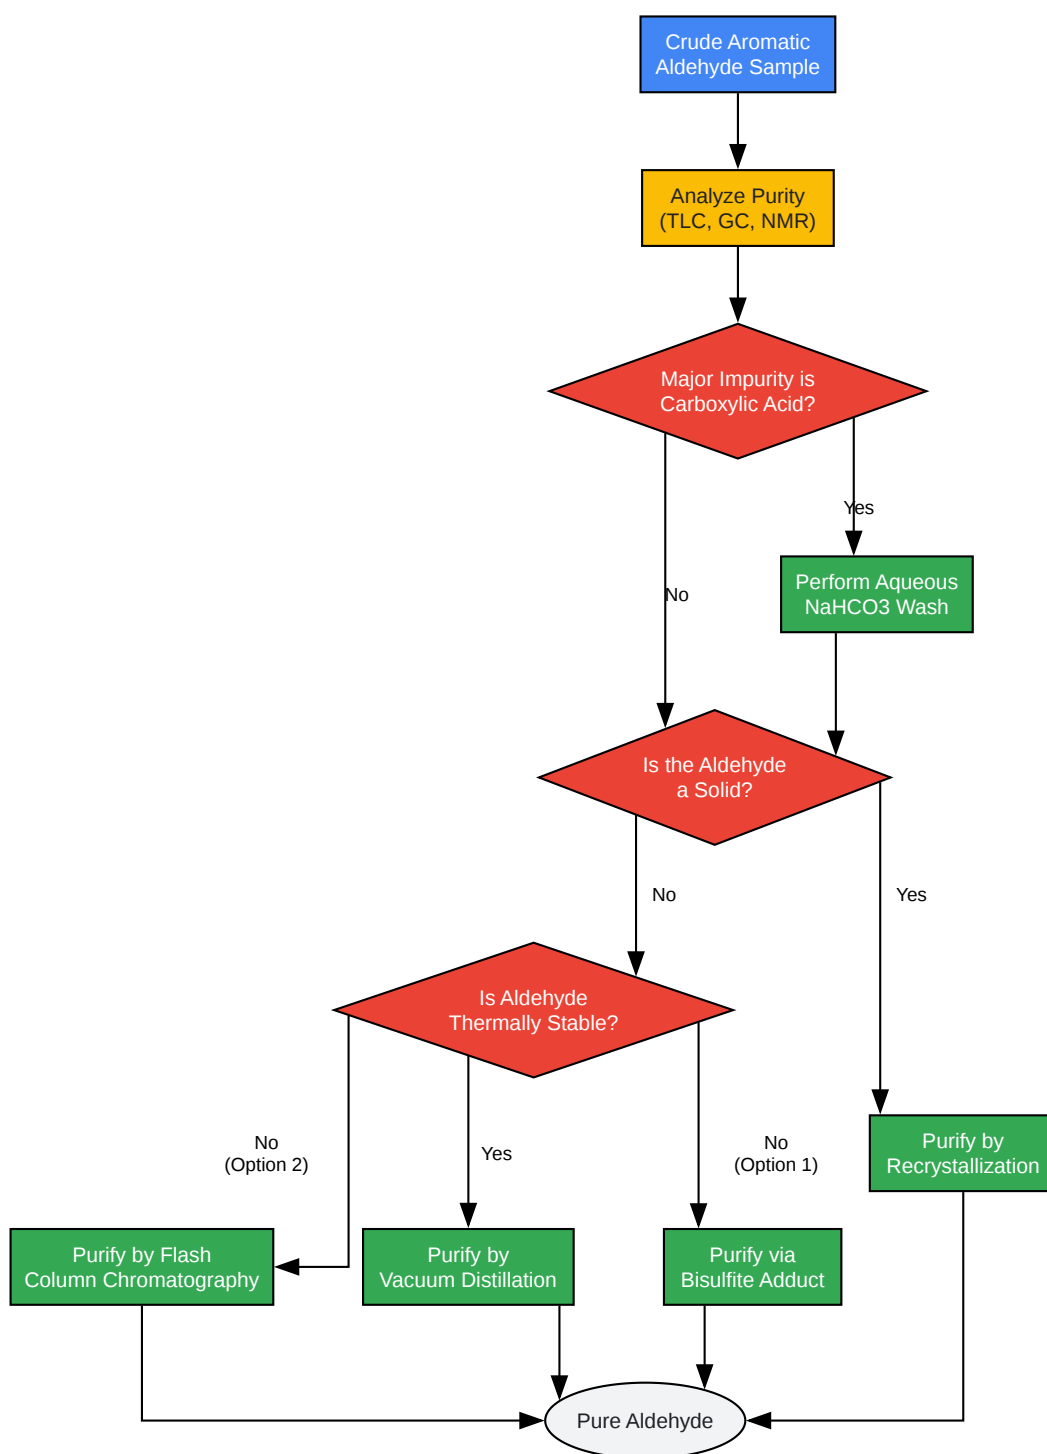 Crude Aromatic
Aldehyde Sample
Analyze Purity
(TLC, GC, NMR)
Major Impurity is
Carboxylic Acid?
Yes
Perform Aqueous
NaHCO3 Wash
No
Is the Aldehyde
a Solid?
No
Yes
Is Aldehyde
Thermally Stable?
No
(Option 2)
Yes
No
(Option 1)
Purify by
Recrystallization
Purify by Flash
Column Chromatography
Purify by
Vacuum Distillation
Purify via
Bisulfite Adduct
Pure Aldehyde